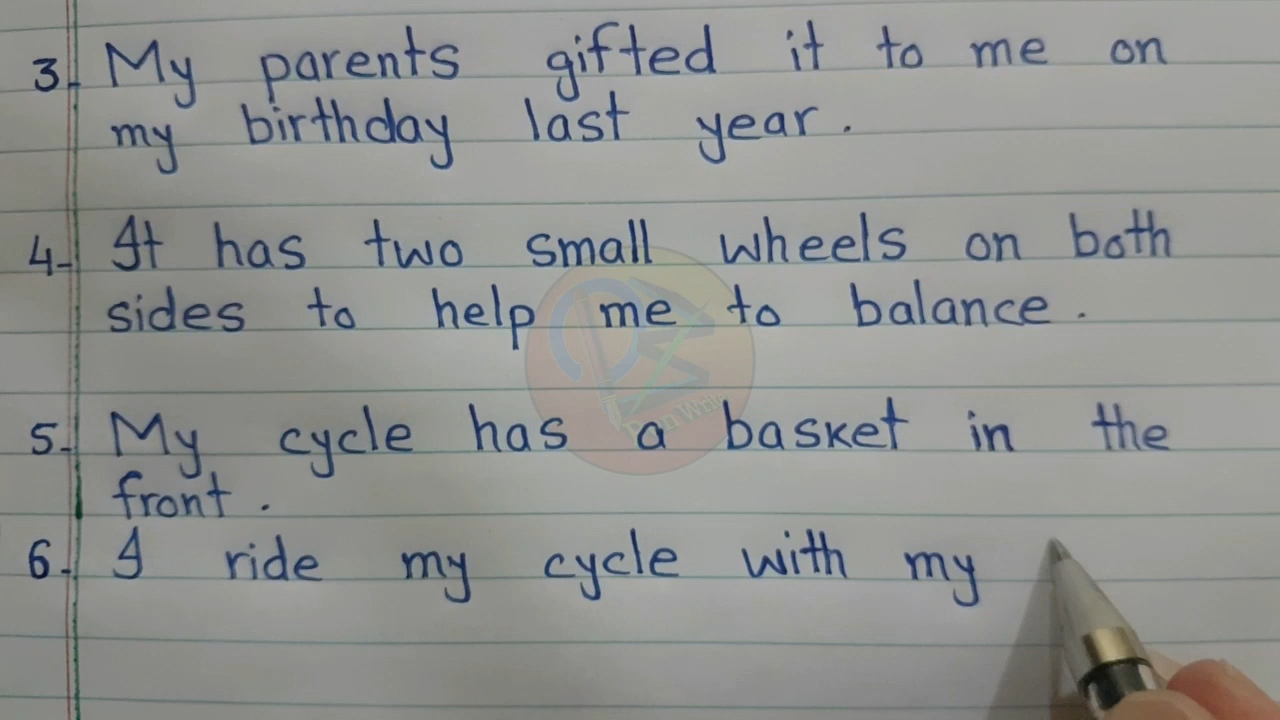 3. My parents gifted it to me on
my birthday last year.
4. It has two small wheels on both
sides to help me to balance.
5. My cycle has a basket in the
front.
6. I ride my cycle with my
Pen Write